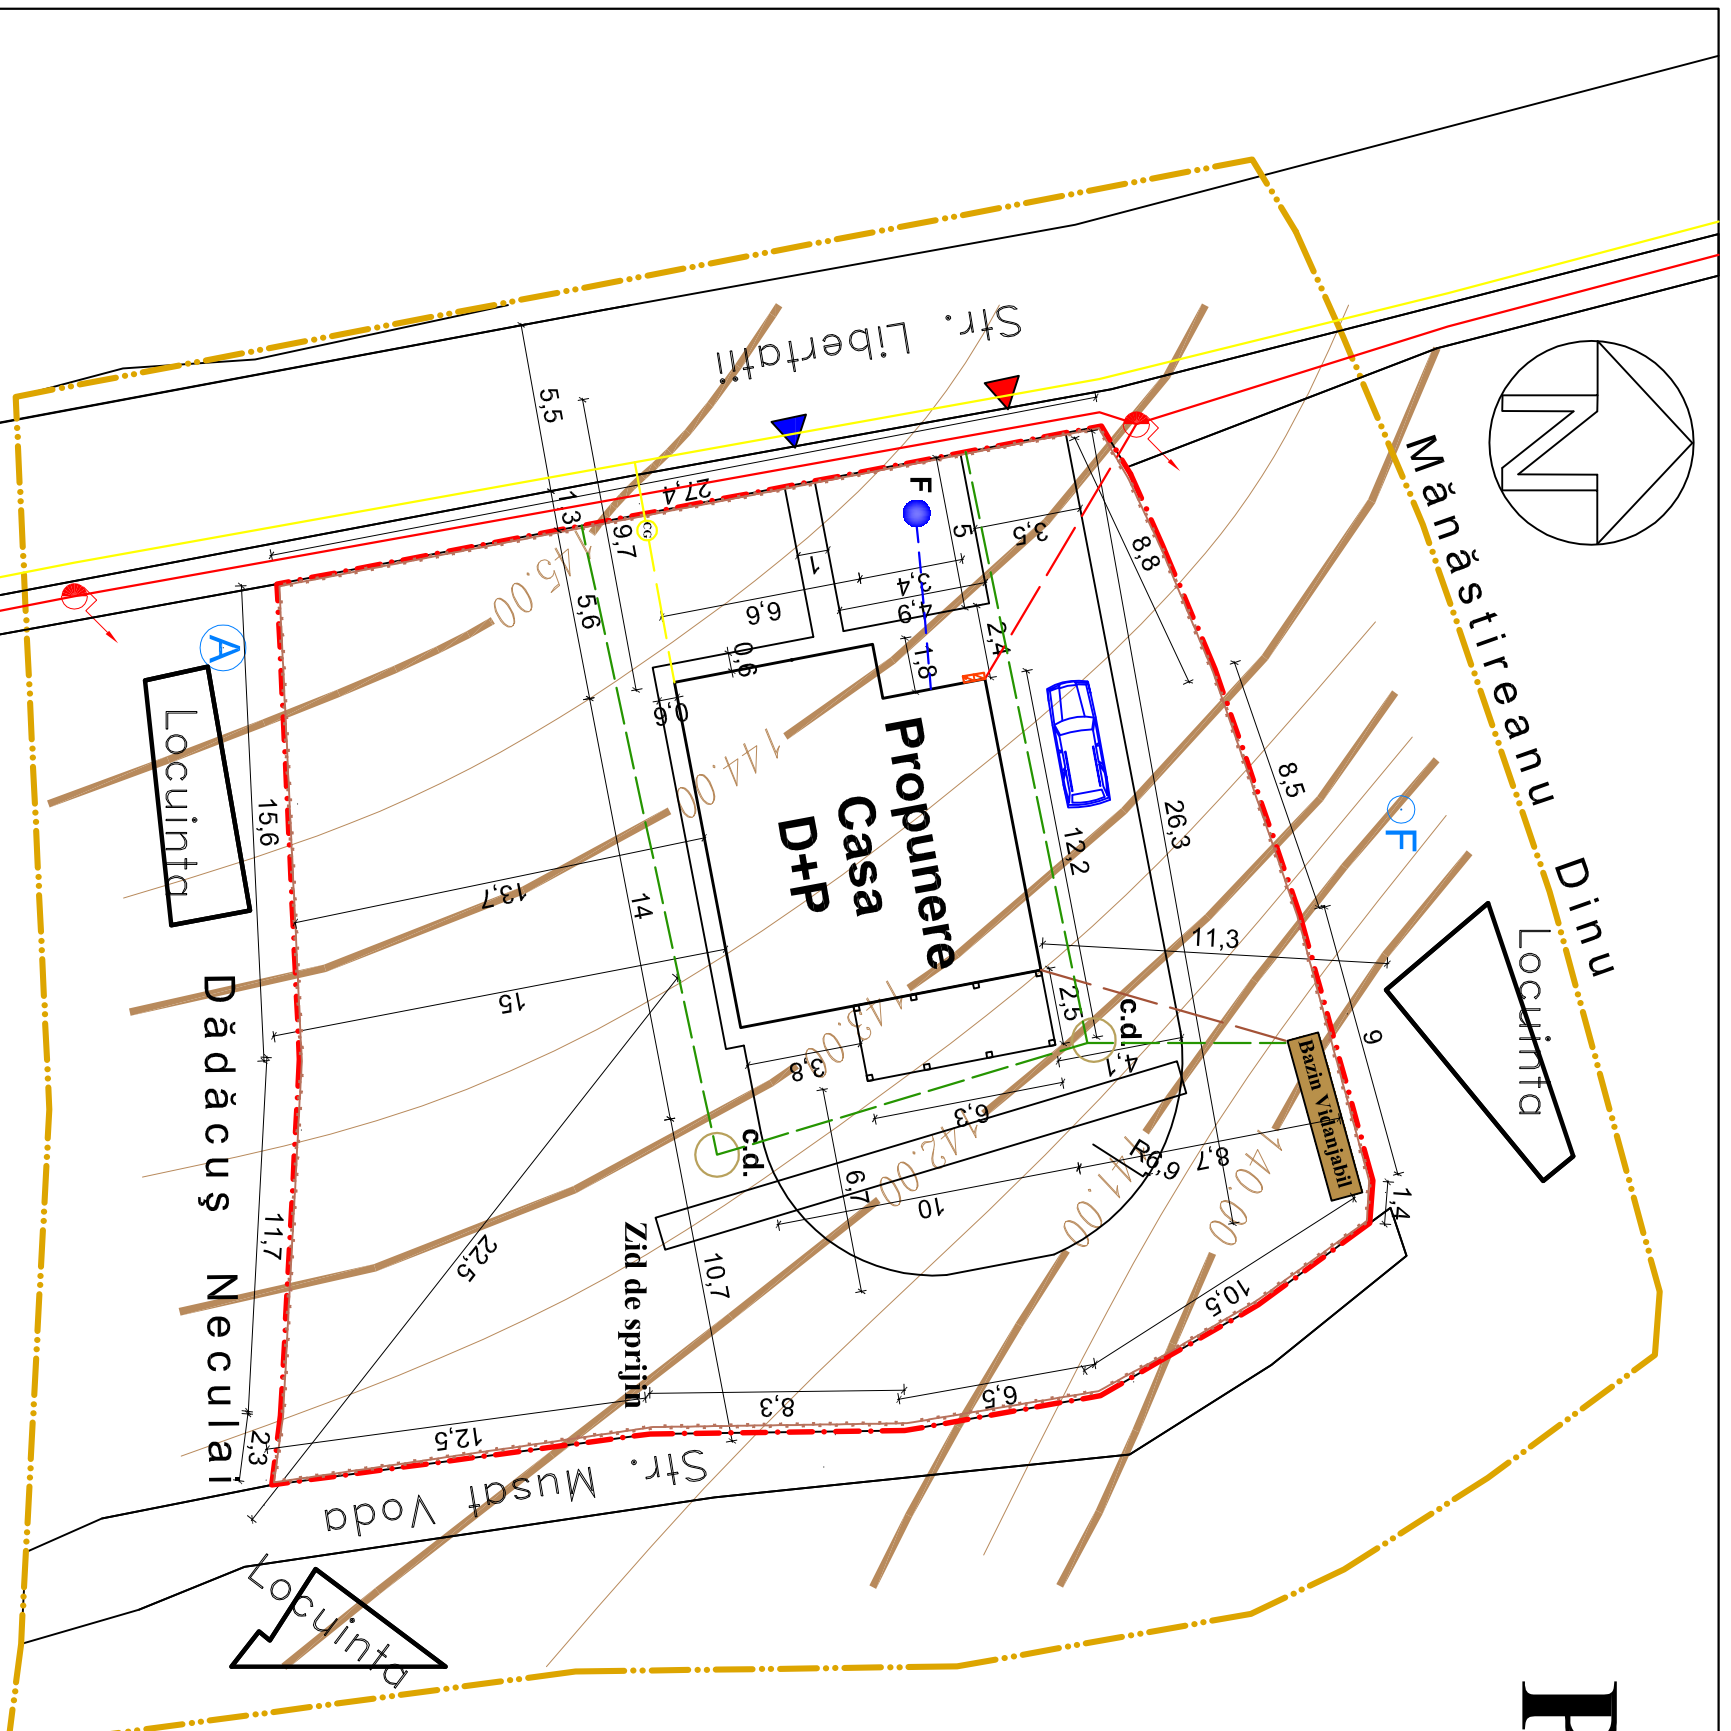 Str. Libertatii
Mănăstireanu Dinu
N
5,5
27,4
1,3
9,7
CG
F
5
3,5
8,8
145.00
5,6
1
3,4
4,9
6,6
2,4
1,8
0,6
0,6
A
Locuinta
15,6
144.00
Propunere
Casa
D+P
8,5
26,3
12,2
F
13,7
14
11,3
Locuinta
15
2,5
c.d.
9
143.00
3,8
4,1
Bazin Vidanjabil
Dădăcuş Neculai
6,3
c.d.
142.00
R6,9
8,7
141.00
140.00
6,7
10
1,4
11,7
22,5
Zid de sprijin
10,7
10,5
8,3
6,5
2,3
12,5
Str. Musat Voda
Locuinta
P